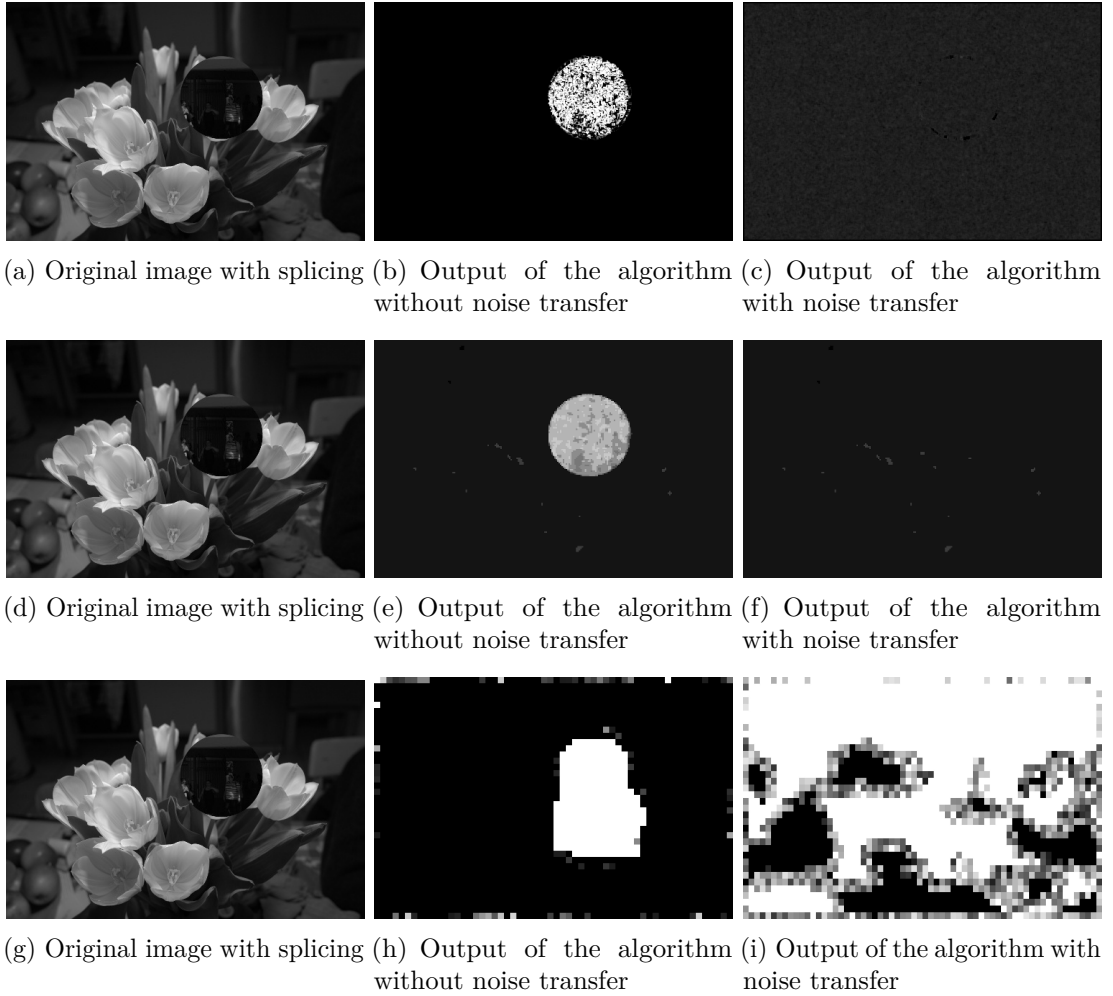 (a) Original image with splicing
(b) Output of the algorithm
without noise transfer
(c) Output of the algorithm
with noise transfer
(d) Original image with splicing
(e) Output of the algorithm
without noise transfer
(f) Output of the algorithm
with noise transfer
(g) Original image with splicing
(h) Output of the algorithm
without noise transfer
(i) Output of the algorithm with
noise transfer